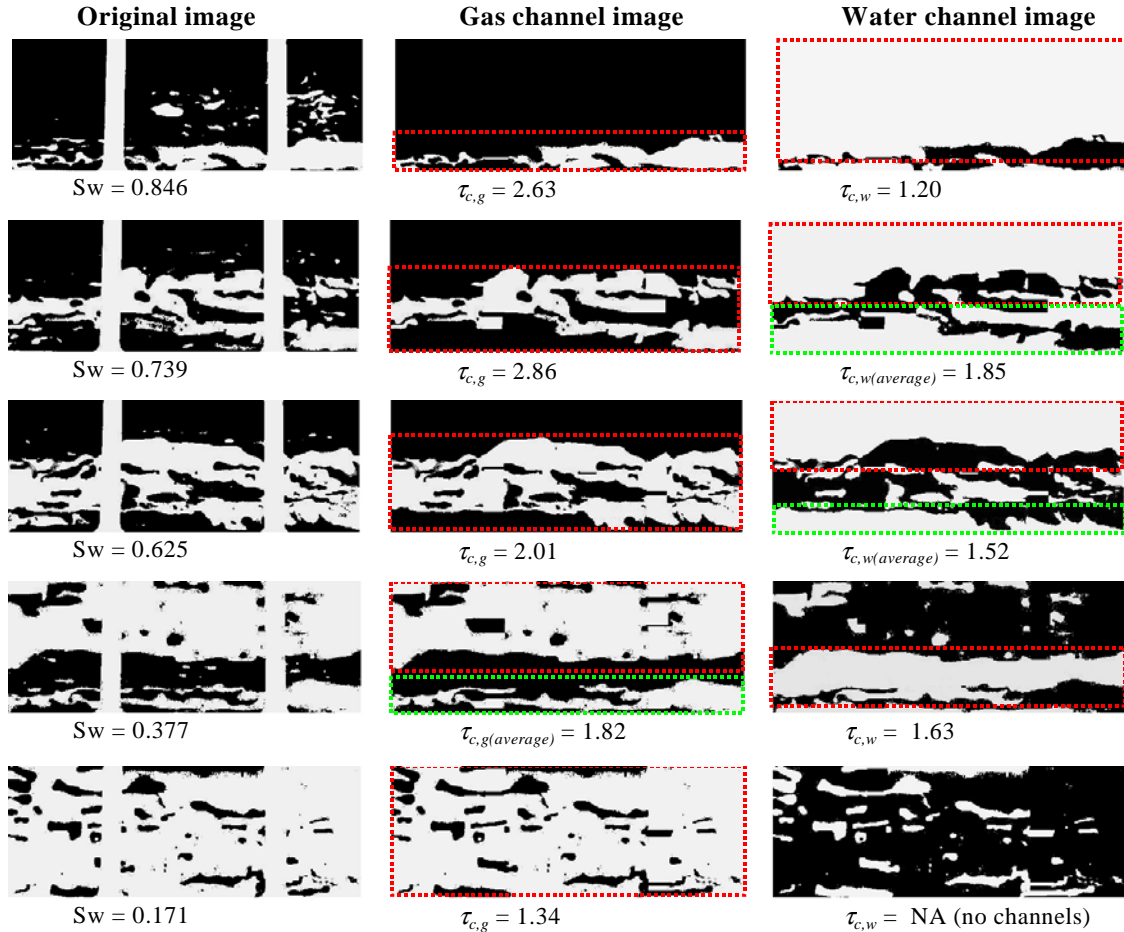 Original image Gas channel image Water channel image
Sw = 0.846 τc,g = 2.63 τc,w = 1.20
Sw = 0.739 τc,g = 2.86 τc,w(average) = 1.85
Sw = 0.625 τc,g = 2.01 τc,w(average) = 1.52
Sw = 0.377 τc,g(average) = 1.82 τc,w = 1.63
Sw = 0.171 τc,g = 1.34 τc,w = NA (no channels)